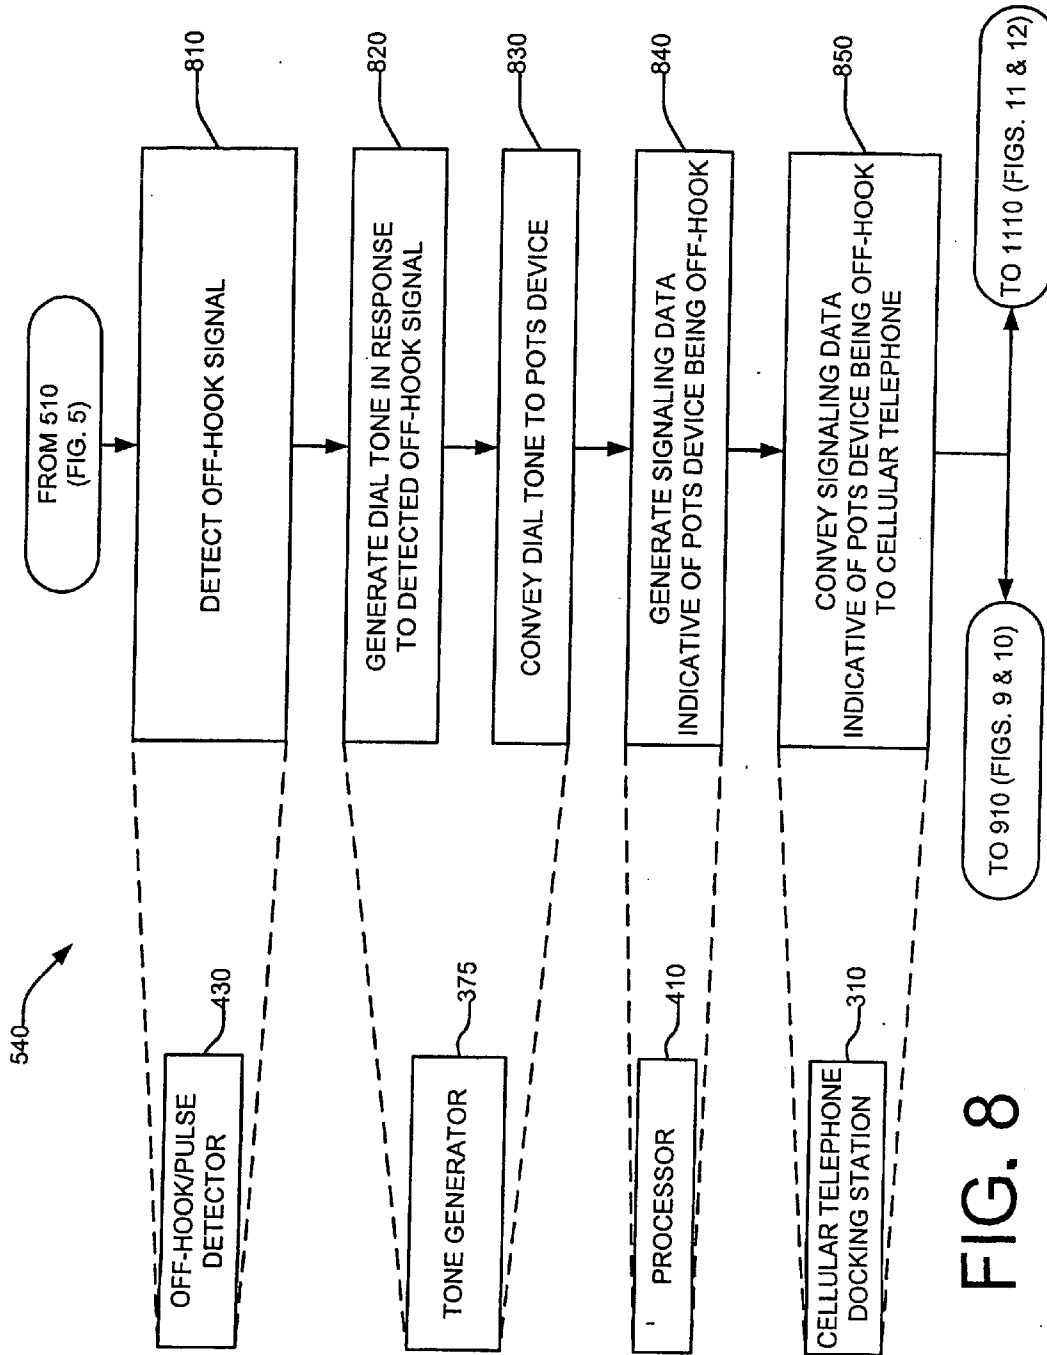 540
FROM 510
(FIG. 5)
OFF-HOOK/PULSE
DETECTOR
430
DETECT OFF-HOOK SIGNAL
810
TONE GENERATOR
375
GENERATE DIAL TONE IN RESPONSE
TO DETECTED OFF-HOOK SIGNAL
820
CONVEY DIAL TONE TO POTS DEVICE
830
PROCESSOR
410
GENERATE SIGNALING DATA
INDICATIVE OF POTS DEVICE BEING OFF-HOOK
840
CELLULAR TELEPHONE
DOCKING STATION
310
CONVEY SIGNALING DATA
INDICATIVE OF POTS DEVICE BEING OFF-HOOK
TO CELLULAR TELEPHONE
850
TO 910 (FIGS. 9 & 10)
TO 1110 (FIGS. 11 & 12)
FIG. 8